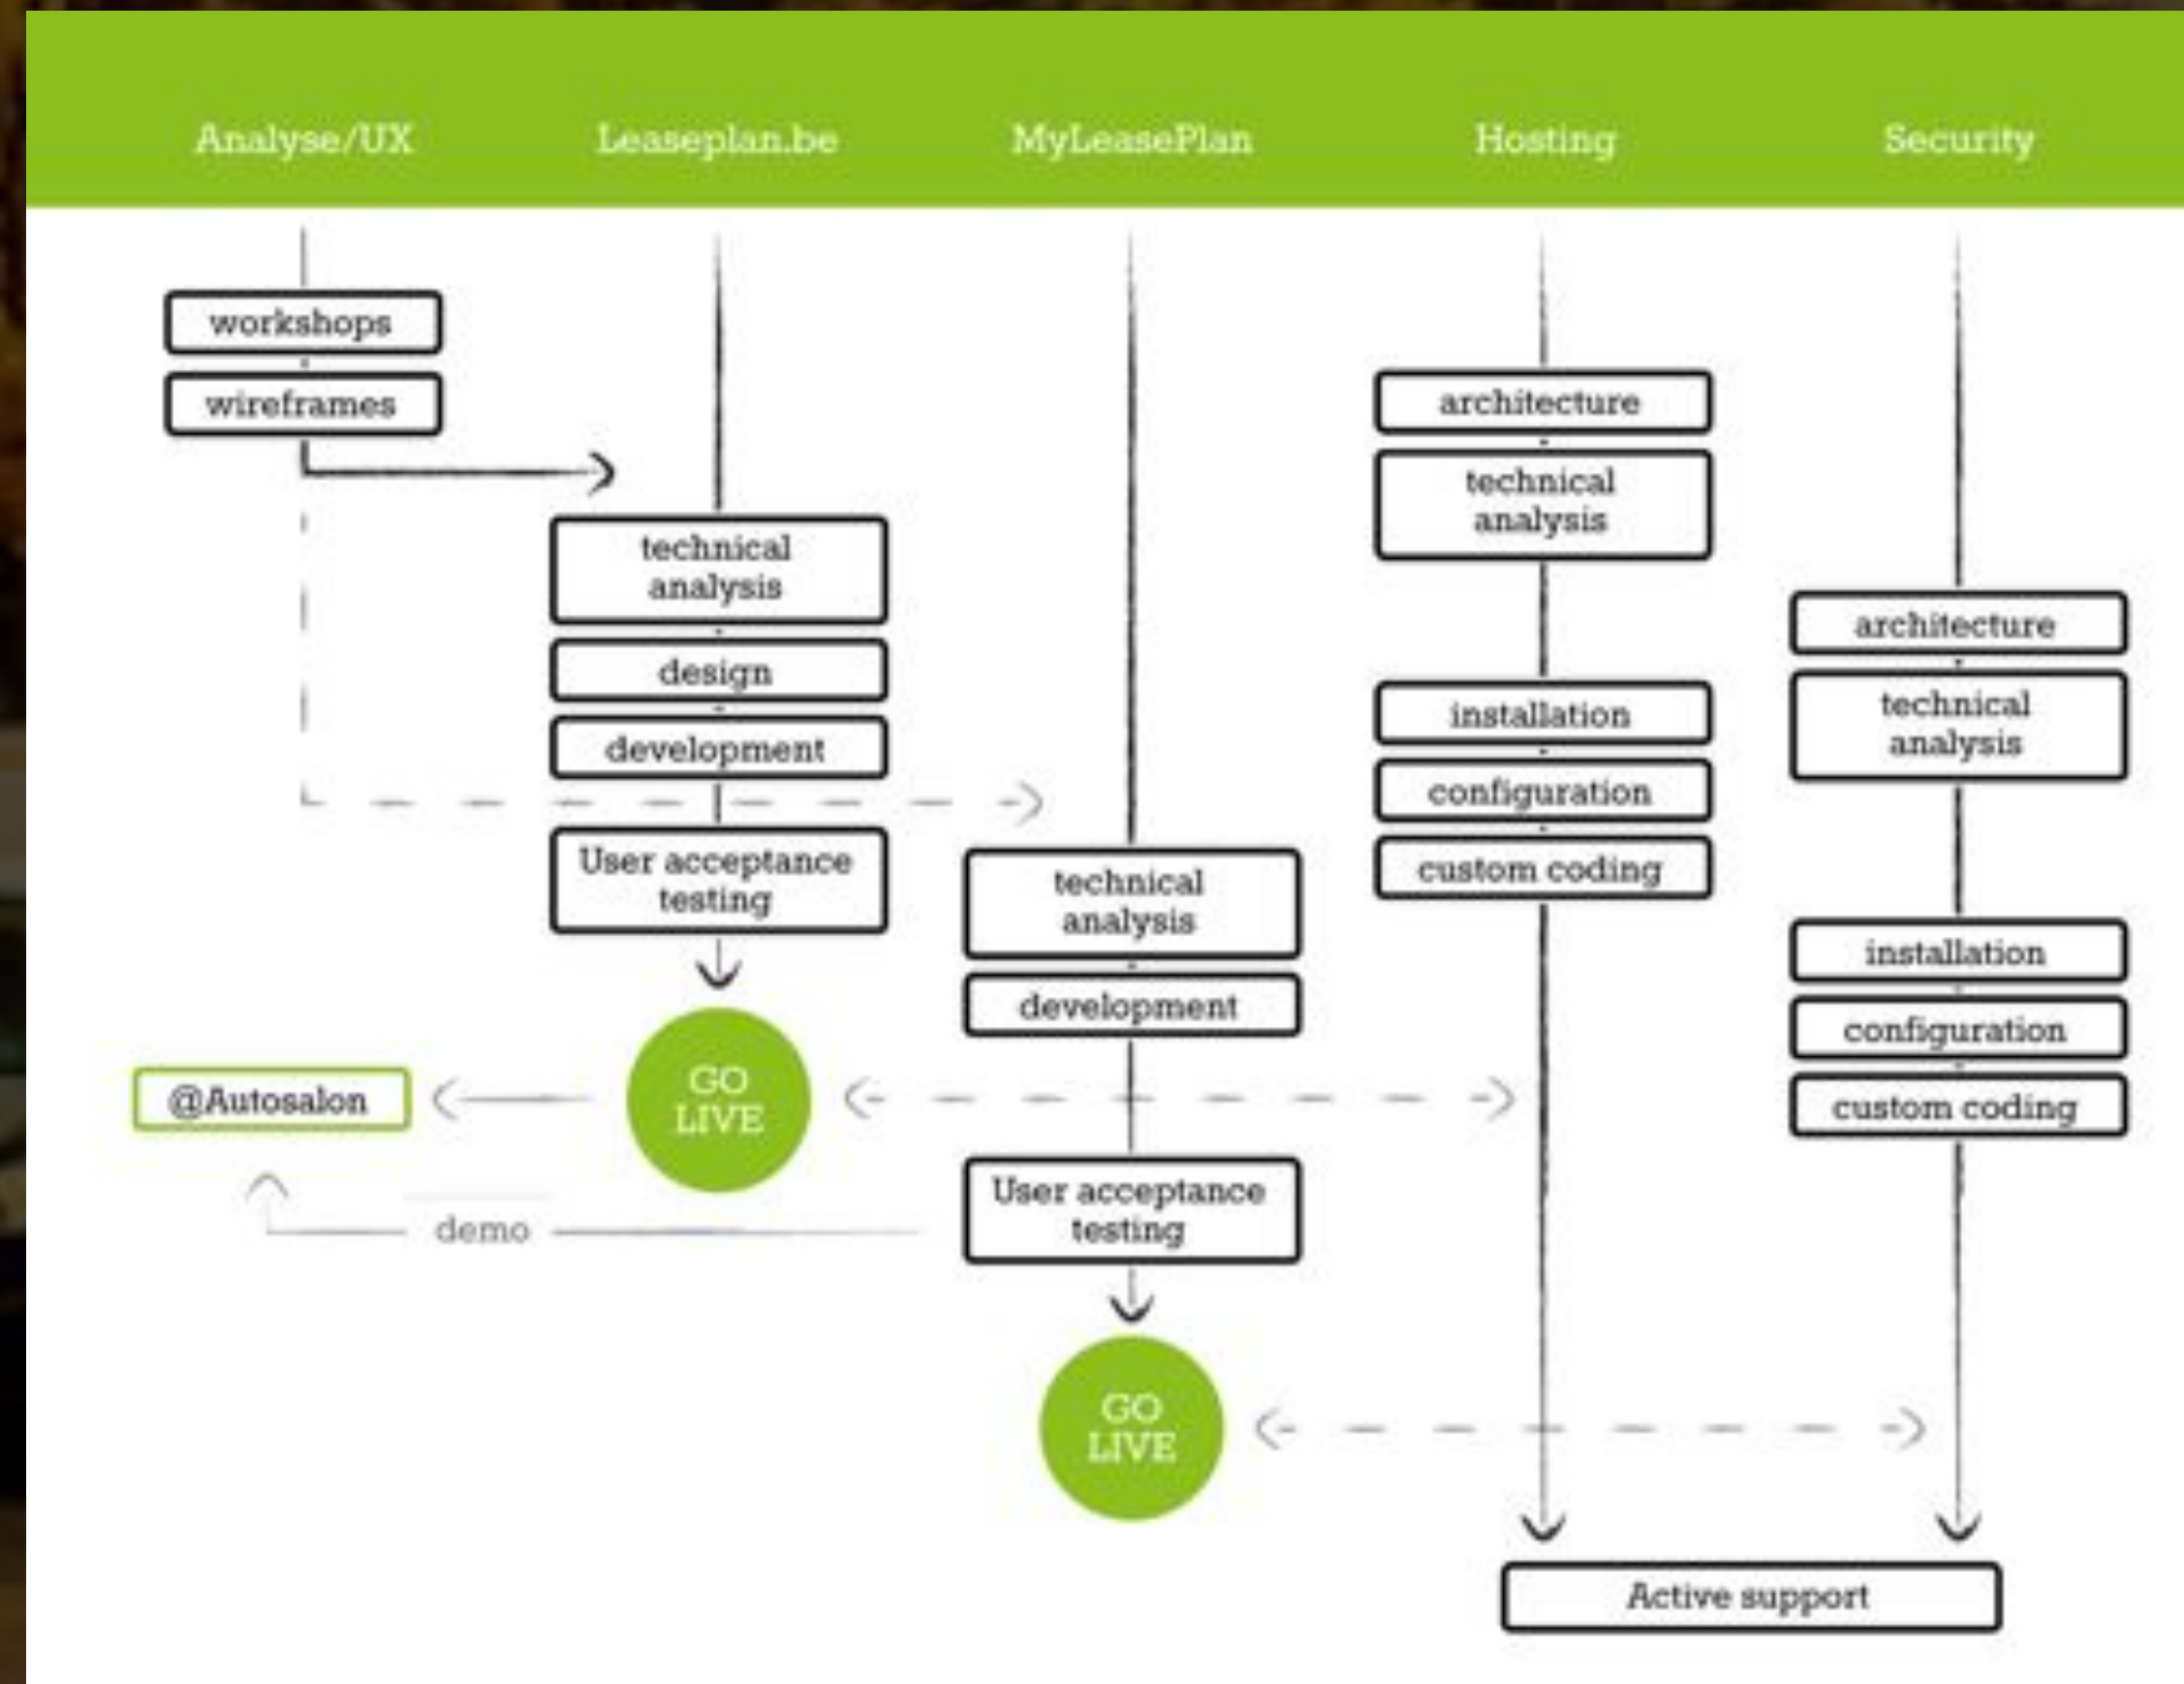 Analyse/UX
Leaseplan.be
MyLeasePlan
Hosting
Security
workshops
wireframes
technical
analysis
design
development
User acceptance
testing
GO
LIVE
@Autosalon
demo
technical
analysis
development
User acceptance
testing
GO
LIVE
architecture
technical
analysis
installation
configuration
custom coding
architecture
technical
analysis
installation
configuration
custom coding
Active support